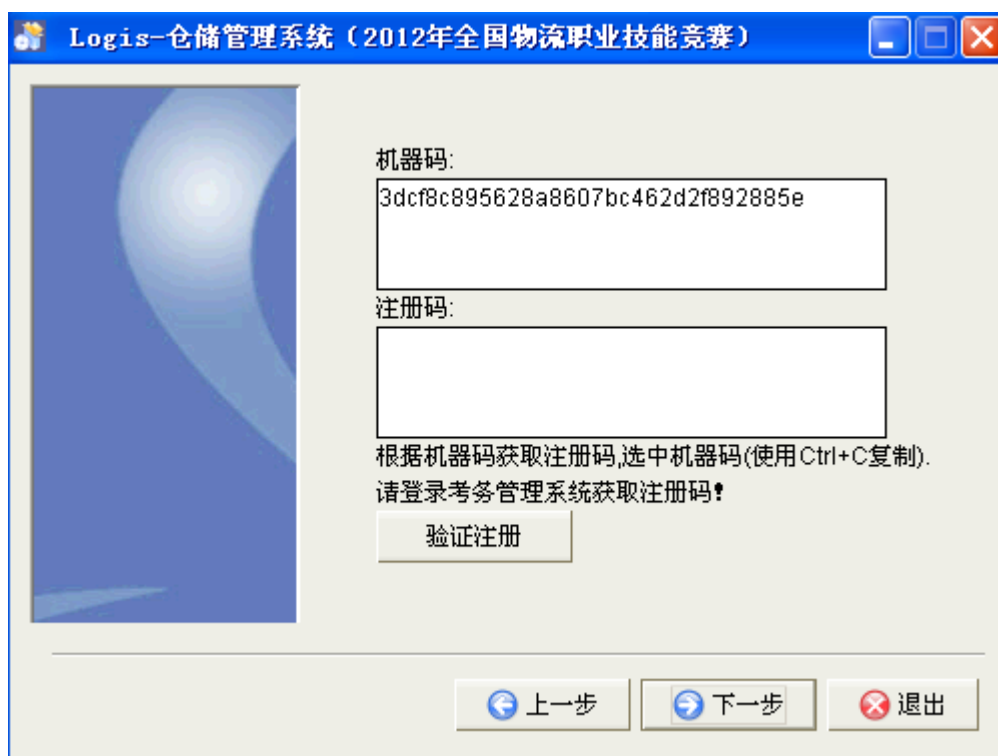 Logis-仓储管理系统（2012年全国物流职业技能竞赛）
机器码:
3dcf8c895628a8607bc462d2f892885e
注册码:
根据机器码获取注册码,选中机器码(使用Ctrl+C复制).
请登录考务管理系统获取注册码!
验证注册
上一步
下一步
退出